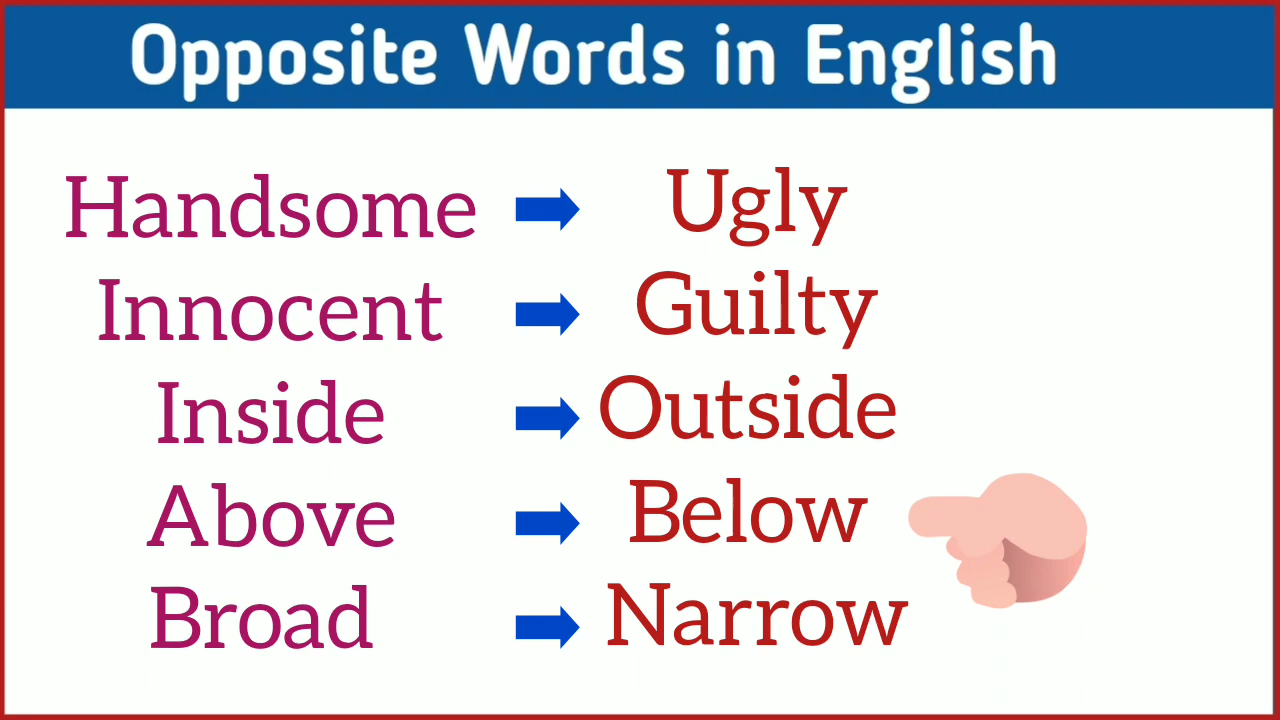 Opposite Words in English
Handsome Ugly
Innocent Guilty
Inside Outside
Above Below
Broad Narrow